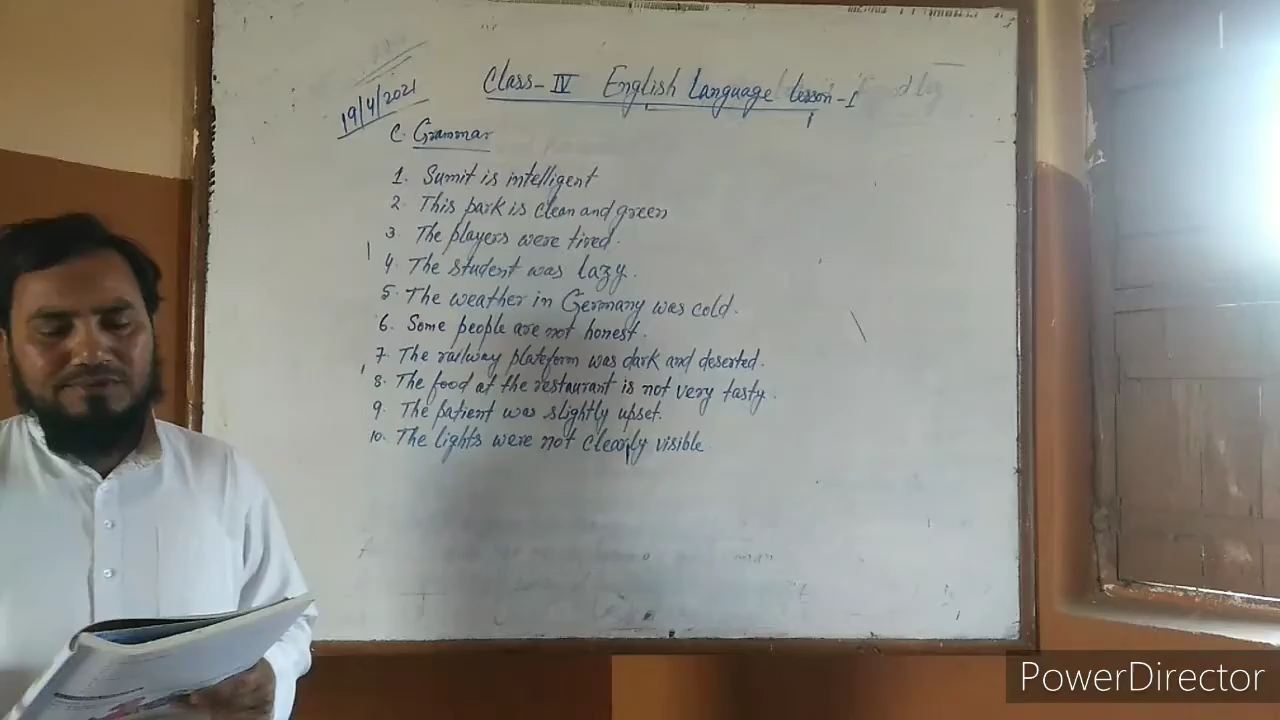 Class-IV English Language Lesson-I
19/4/2021
C. Grammar
1. Sumit is intelligent
2. This park is clean and green
3. The players were tired.
4. The student was lazy.
5. The weather in Germany was cold.
6. Some people are not honest.
7. The railway plateform was dark and deserted.
8. The food at the restaurant is not very tasty.
9. The patient was slightly upset.
10. The lights were not clearly visible
PowerDirector